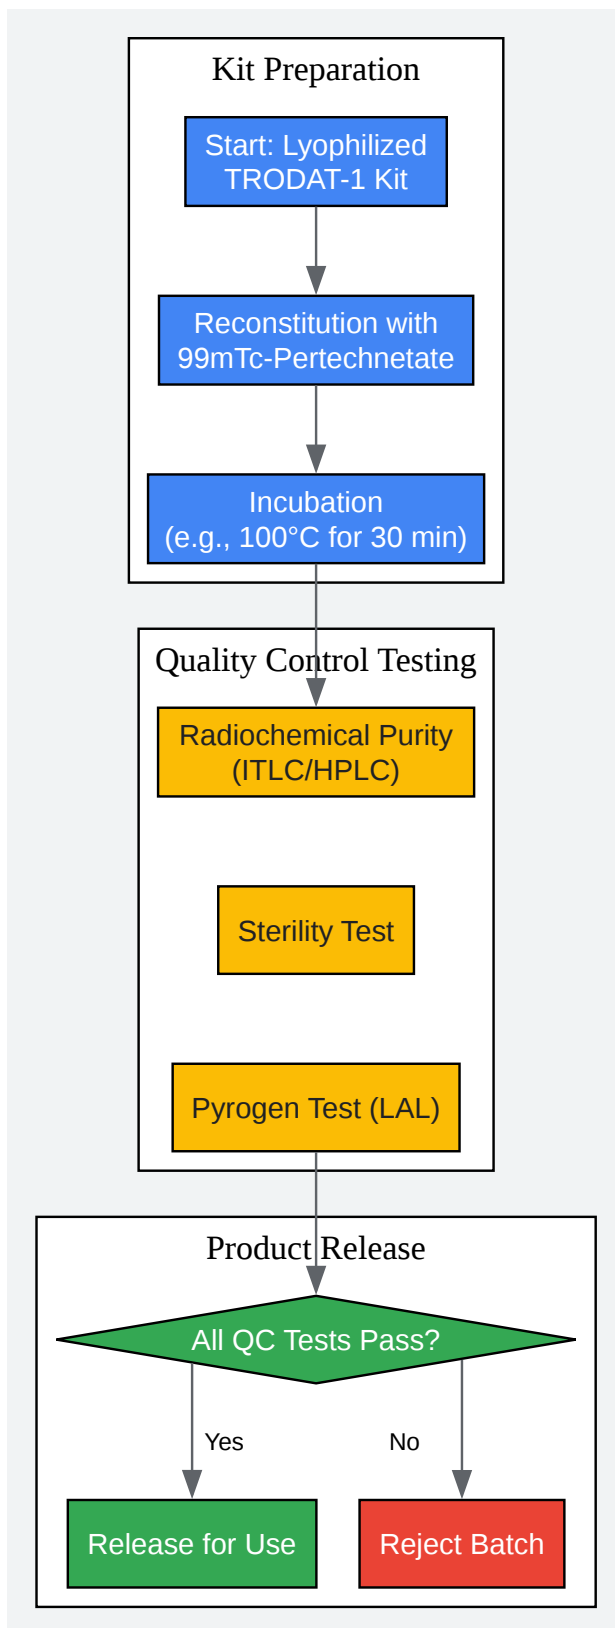 Kit Preparation
Start: Lyophilized
TRODAT-1 Kit
Reconstitution with
99mTc-Pertechnetate
Incubation
(e.g., 100°C for 30 min)
Quality Control Testing
Radiochemical Purity
(ITLC/HPLC)
Sterility Test
Pyrogen Test (LAL)
Product Release
All QC Tests Pass?
Yes
No
Release for Use
Reject Batch